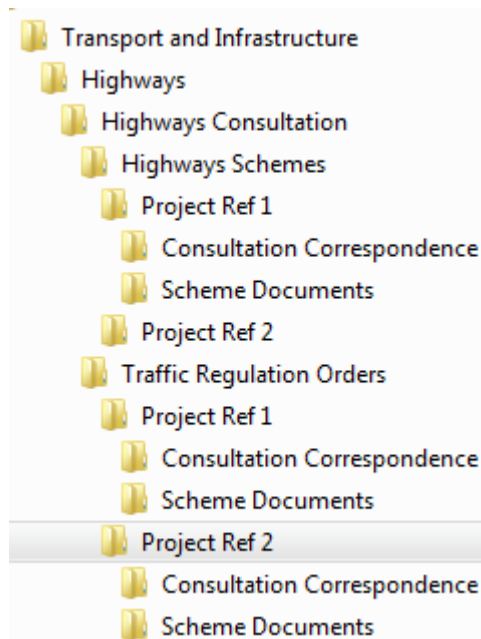 Transport and Infrastructure
Highways
Highways Consultation
Highways Schemes
Project Ref 1
Consultation Correspondence
Scheme Documents
Project Ref 2
Traffic Regulation Orders
Project Ref 1
Consultation Correspondence
Scheme Documents
Project Ref 2
Consultation Correspondence
Scheme Documents